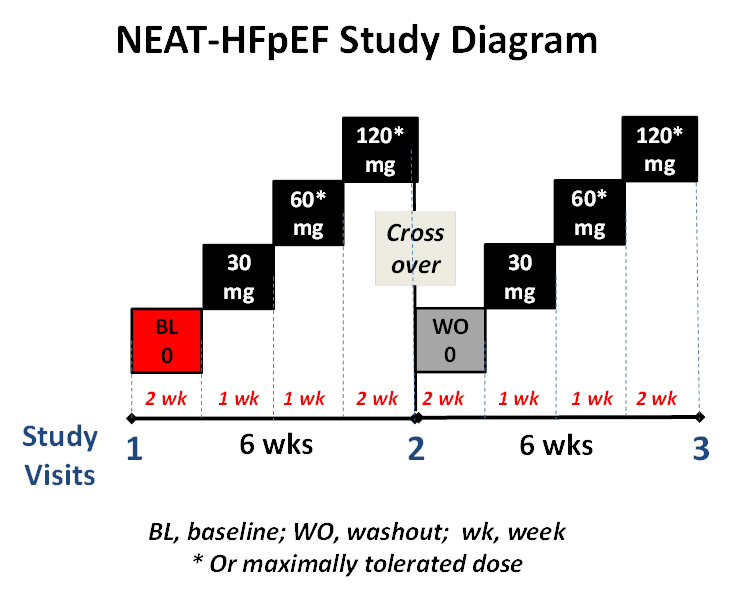 NEAT-HFpEF Study Diagram
120*
mg
120*
mg
60*
mg
60*
mg
Cross
over
30
mg
30
mg
BL
0
WO
0
2 wk 1 wk 1 wk 2 wk 2 wk 1 wk 1 wk 2 wk
Study
Visits
1 6 wks 2 6 wks 3
BL, baseline; WO, washout; wk, week
* Or maximally tolerated dose